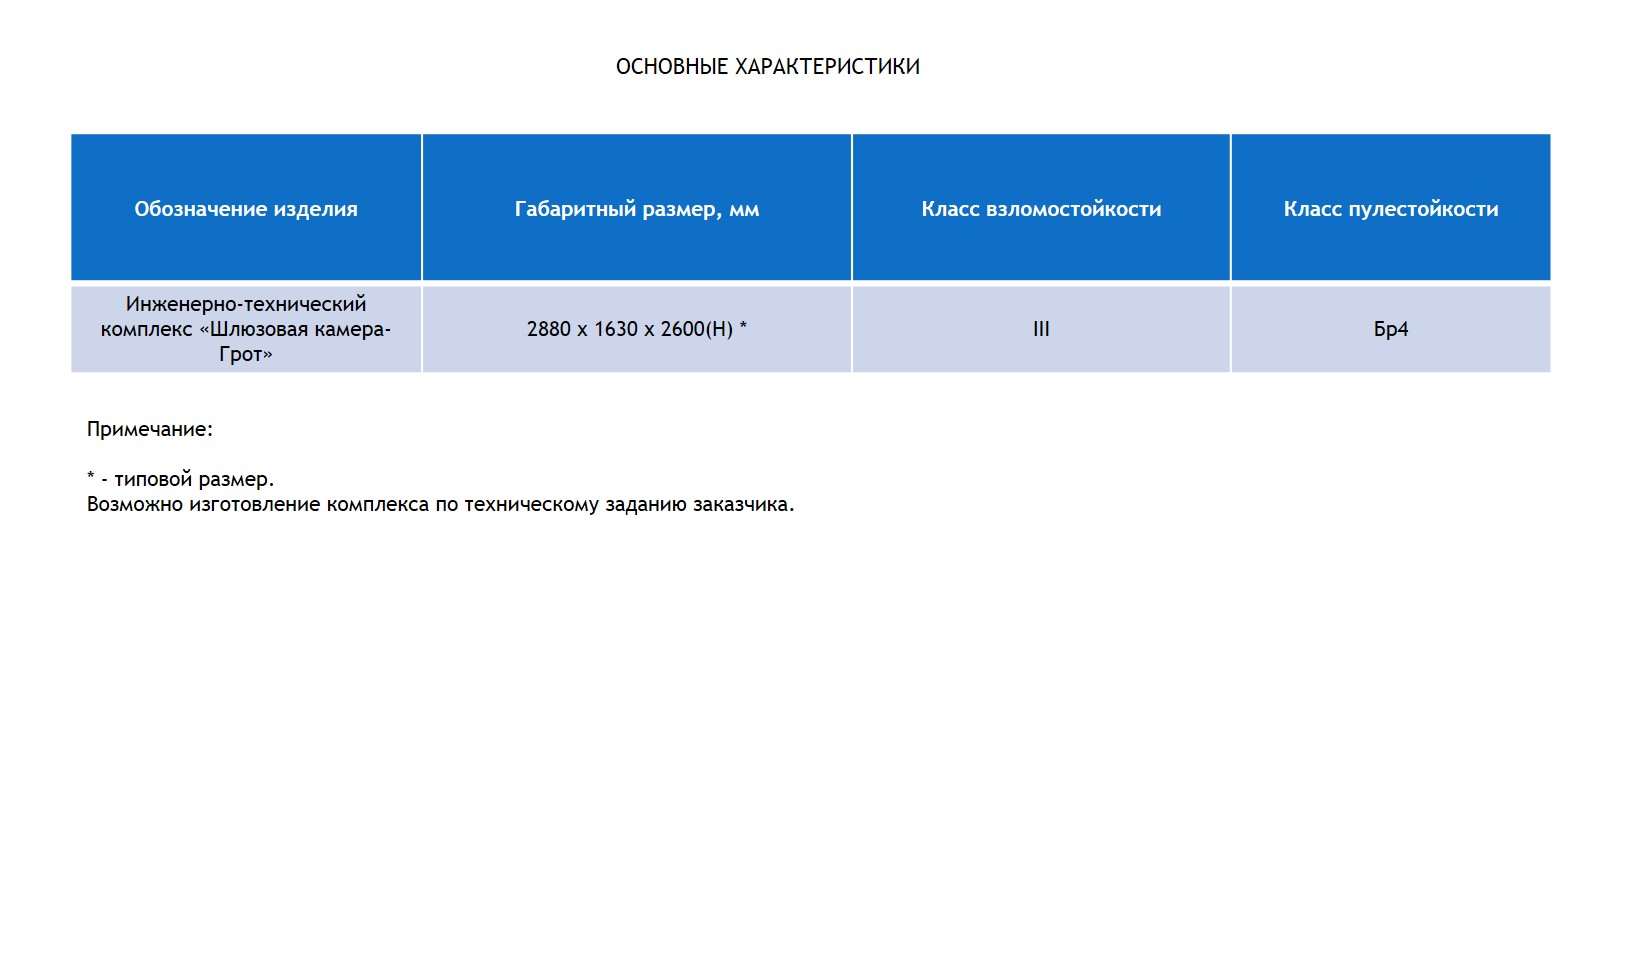 ОСНОВНЫЕ ХАРАКТЕРИСТИКИ
Обозначение изделия
Габаритный размер, мм
Класс взломостойкости
Класс пулестойкости
Инженерно-технический
комплекс «Шлюзовая камера-
Грот»
2880 x 1630 x 2600(H) *
III
Бр4
Примечание:
* - типовой размер.
Возможно изготовление комплекса по техническому заданию заказчика.